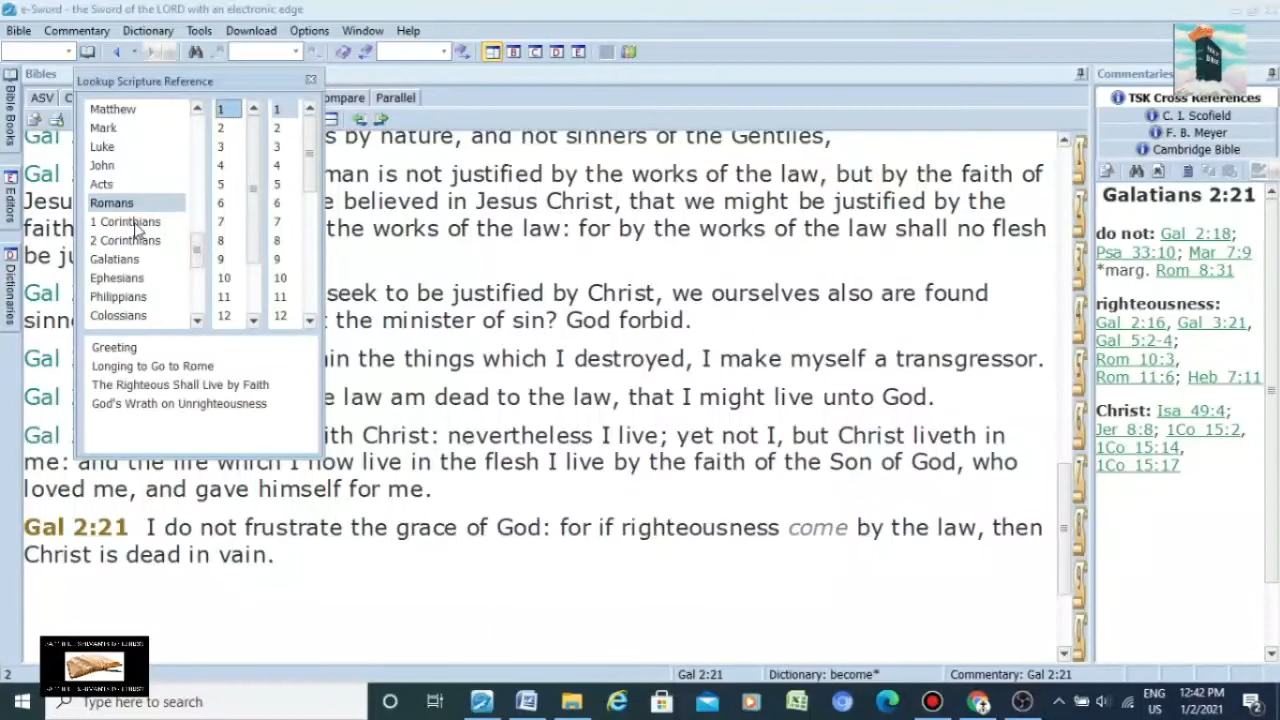 e-Sword - the Sword of the LORD with an electronic edge
Bible Commentary Dictionary Tools Download Options Window Help
B C D E
Bibles
Commentaries
Lookup Scripture Reference
ASV
ompare Parallel
TSK Cross References
C. I. Scofield
F. B. Meyer
Cambridge Bible
Bible Books
Editors
Dictionaries
Matthew 1 1
Mark 2 2
Luke 3 3
John 4 4
Acts 5 5
Romans 6 6
1 Corinthians 7 7
2 Corinthians 8 8
Galatians 9 9
Ephesians 10 10
Philippians 11 11
Colossians 12 12
Greeting
Longing to Go to Rome
The Righteous Shall Live by Faith
God's Wrath on Unrighteousness
Gal s by nature, and not sinners of the Gentiles,
Gal man is not justified by the works of the law, but by the faith of
Jesu e believed in Jesus Christ, that we might be justified by the
faith the works of the law: for by the works of the law shall no flesh
be ju
Gal seek to be justified by Christ, we ourselves also are found
sinn t the minister of sin? God forbid.
Gal in the things which I destroyed, I make myself a transgressor.
Gal e law am dead to the law, that I might live unto God.
Gal ith Christ: nevertheless I live; yet not I, but Christ liveth in
me: and the life which I now live in the flesh I live by the faith of the Son of God, who
loved me, and gave himself for me.
Gal 2:21 I do not frustrate the grace of God: for if righteousness come by the law, then
Christ is dead in vain.
Galatians 2:21
do not: Gal 2:18;
Psa 33:10; Mar 7:9
*marg. Rom 8:31
righteousness:
Gal 2:16, Gal 3:21,
Gal 5:2-4;
Rom 10:3,
Rom 11:6; Heb 7:11
Christ: Isa 49:4;
Jer 8:8; 1Co 15:2,
1Co 15:14,
1Co 15:17
2 Gal 2:21 Dictionary: become* Commentary: Gal 2:21
Type here to search
ENG
US
12:42 PM
1/2/2021
2